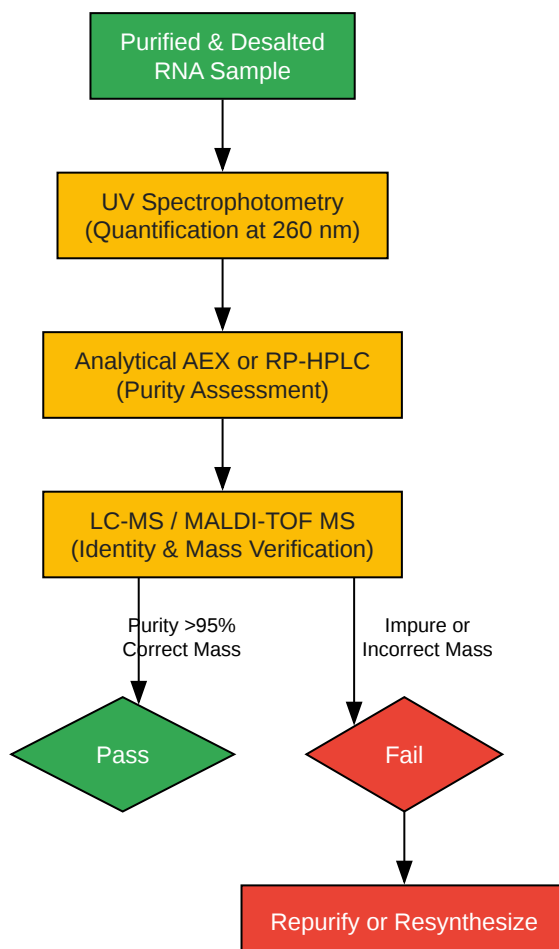 Purified & Desalted
RNA Sample
UV Spectrophotometry
(Quantification at 260 nm)
Analytical AEX or RP-HPLC
(Purity Assessment)
LC-MS / MALDI-TOF MS
(Identity & Mass Verification)
Purity >95%
Correct Mass
Impure or
Incorrect Mass
Pass
Fail
Repurify or Resynthesize